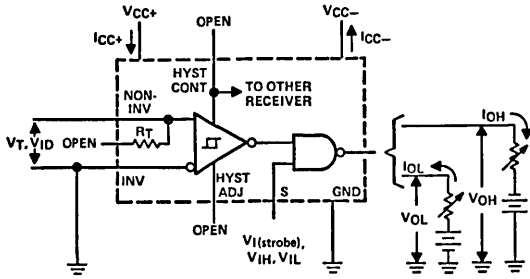 VCC+
ICC+
OPEN
VCC−
ICC−
HYST
CONT
TO OTHER
RECEIVER
NON-
INV
VT, VID
OPEN
RT
INV
HYST
ADJ
S
GND
OPEN
VI(strobe),
VIH, VIL
IOH
IOL
VOH
VOL